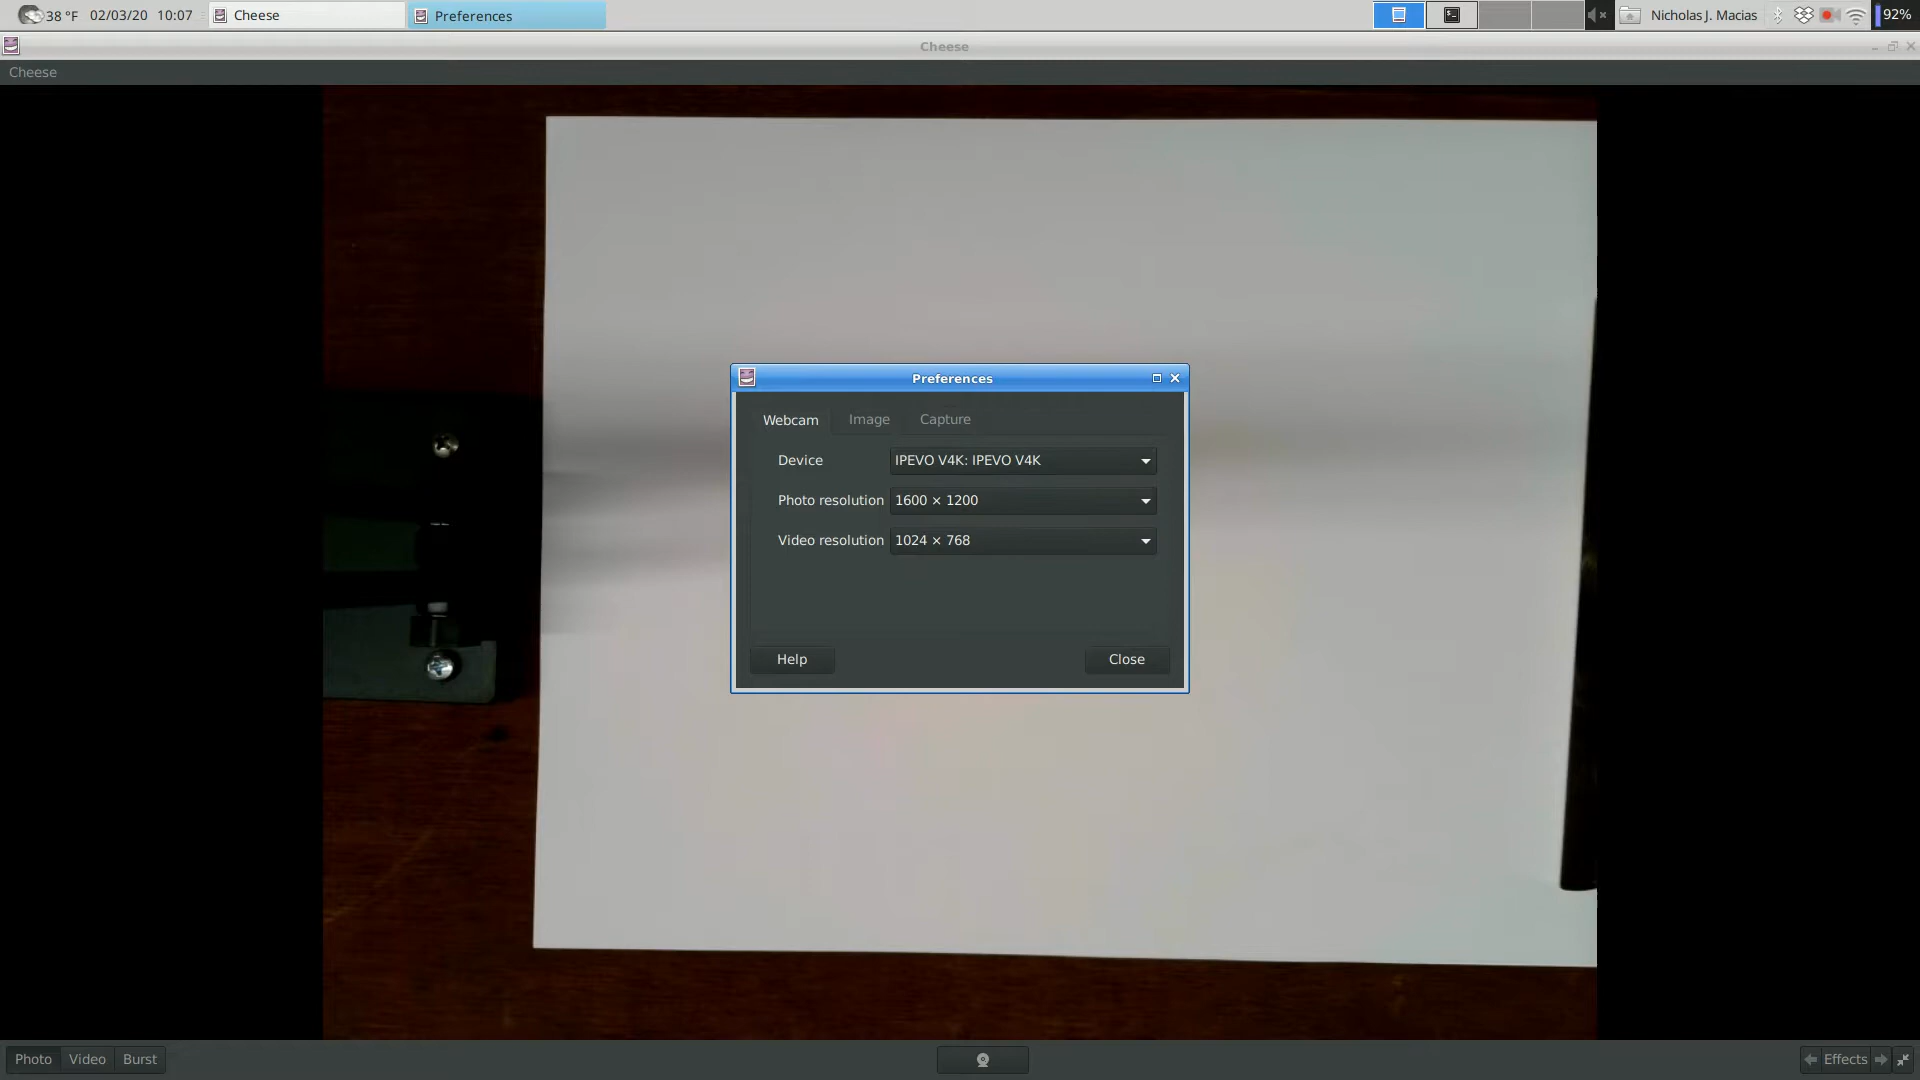 38 °F 02/03/20 10:07 Cheese Preferences Nicholas J. Macias 92%
Cheese
Cheese
Preferences
Webcam Image Capture
Device IPEVO V4K: IPEVO V4K
Photo resolution 1600 × 1200
Video resolution 1024 × 768
Help Close
Photo Video Burst Effects